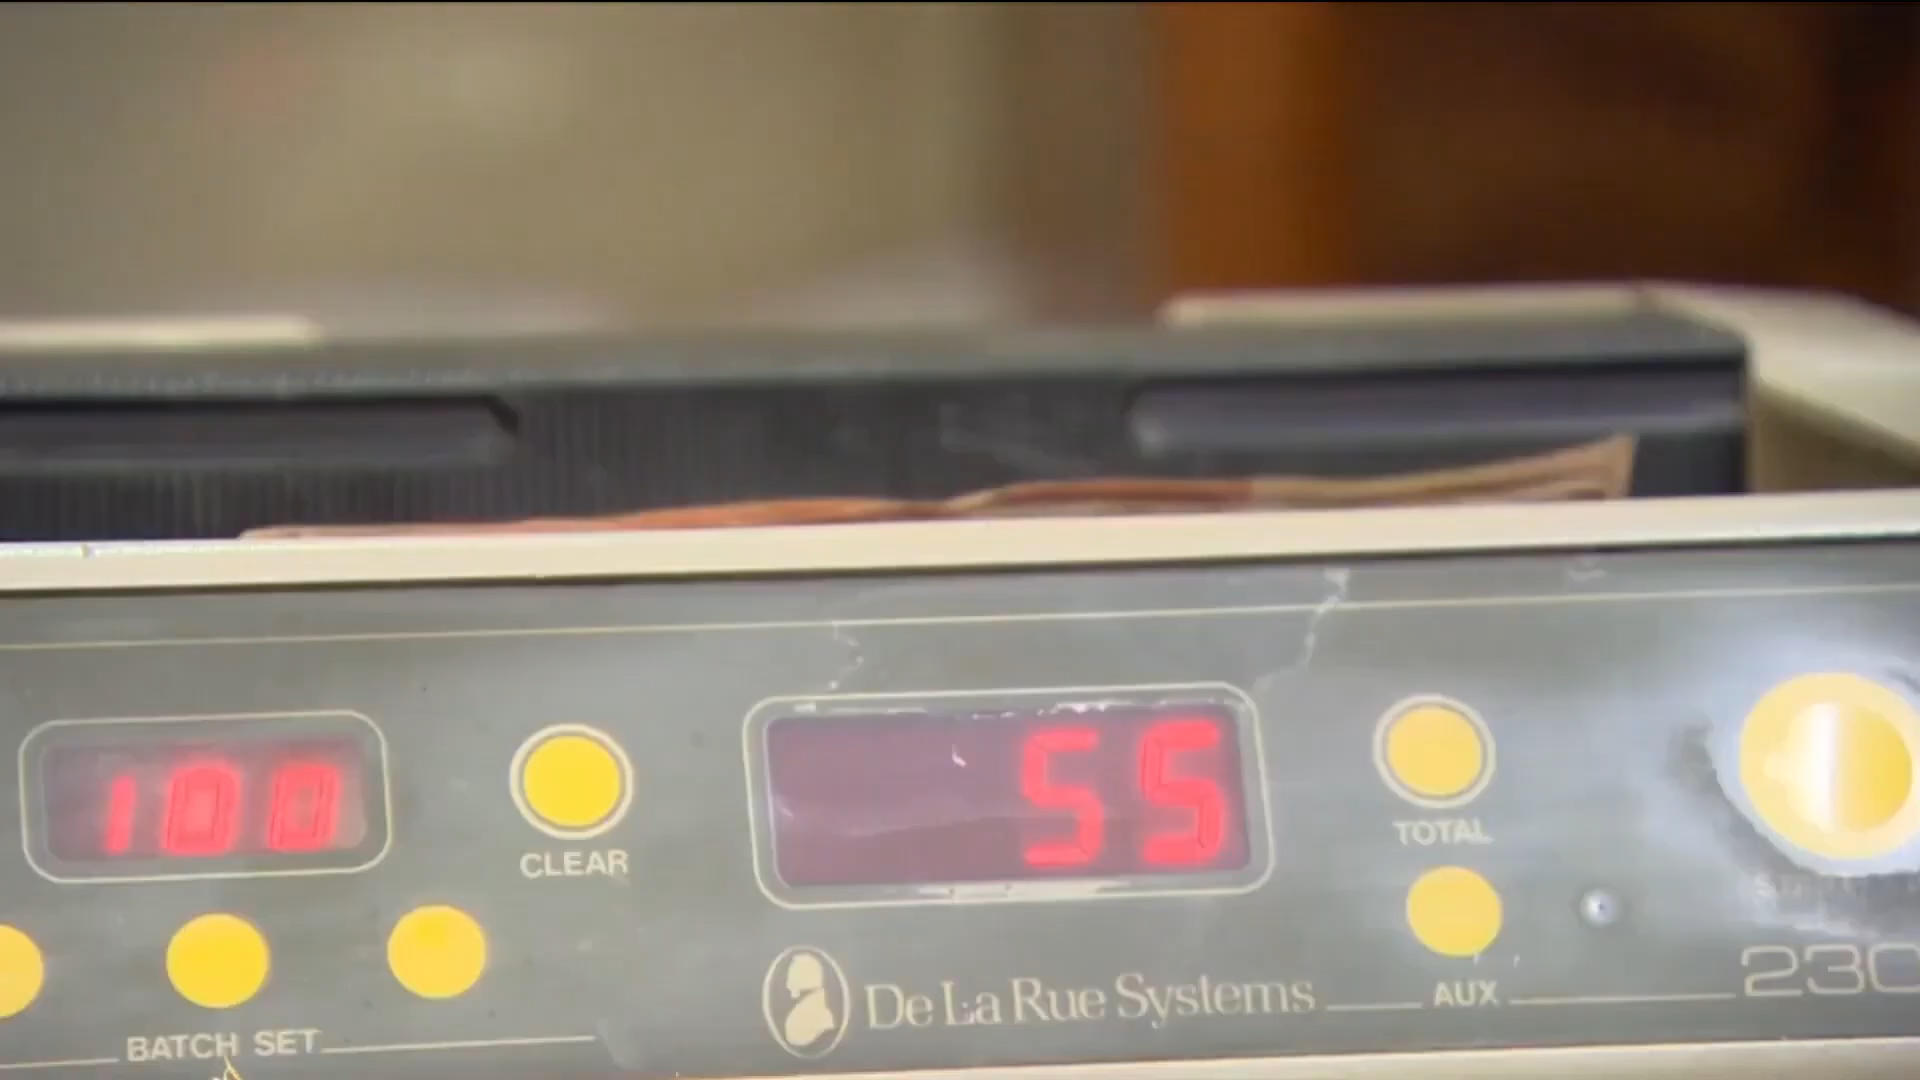 100
CLEAR
55
TOTAL
BATCH SET
De La Rue Systems
AUX
230